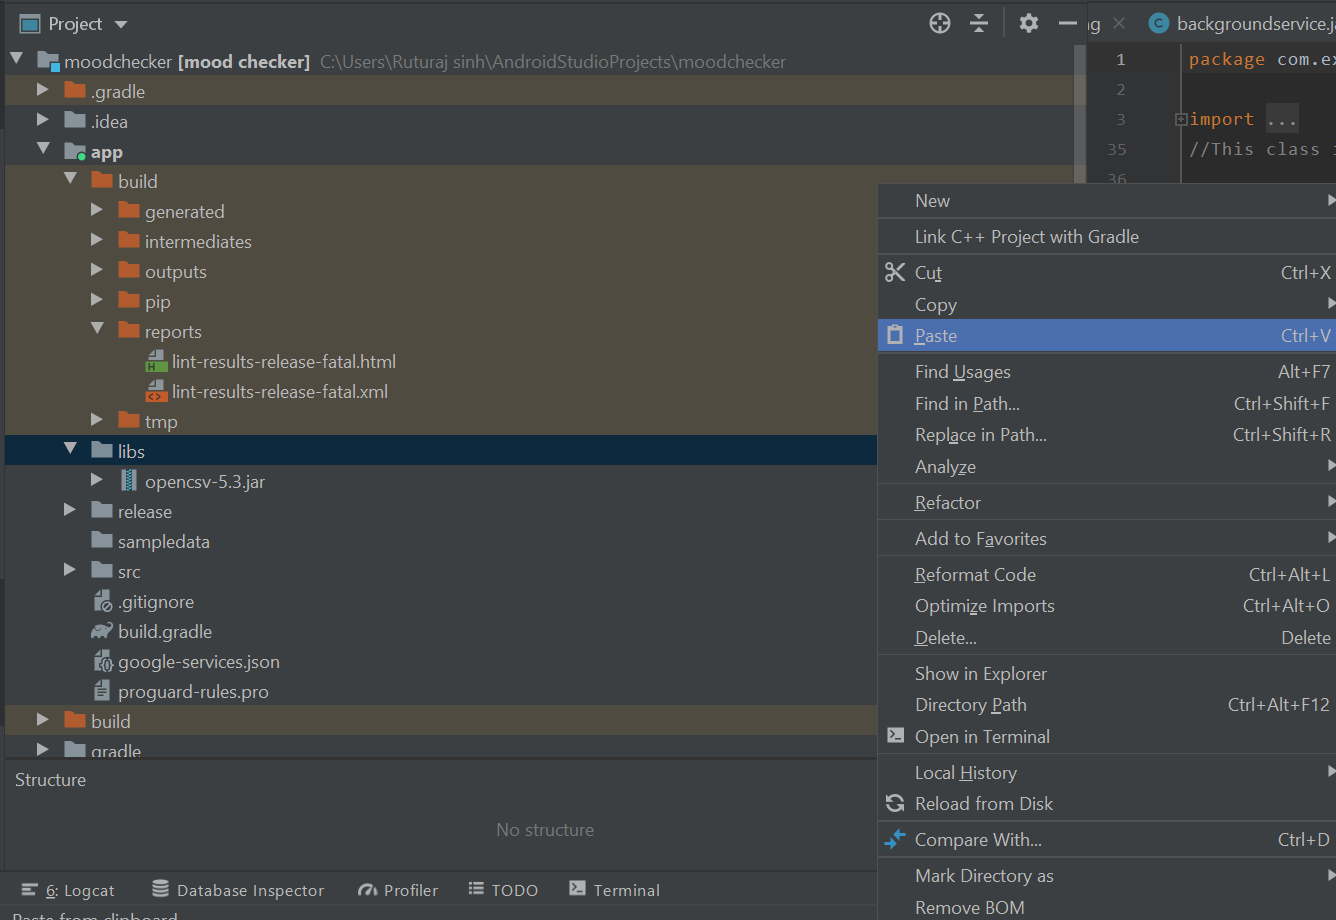 Project
moodchecker [mood checker] C:\Users\Ruturaj sinh\AndroidStudioProjects\moodchecker
.gradle
.idea
app
build
generated
intermediates
outputs
pip
reports
lint-results-release-fatal.html
lint-results-release-fatal.xml
tmp
libs
opencsv-5.3.jar
release
sampledata
src
.gitignore
build.gradle
google-services.json
proguard-rules.pro
build
gradle
Structure
No structure
6: Logcat Database Inspector Profiler TODO Terminal
Paste from clipboard
g backgroundservice.j
1 package com.e
2
3 import ...
35 //This class
36
New
Link C++ Project with Gradle
Cut Ctrl+X
Copy
Paste Ctrl+V
Find Usages Alt+F7
Find in Path... Ctrl+Shift+F
Replace in Path... Ctrl+Shift+R
Analyze
Refactor
Add to Favorites
Reformat Code Ctrl+Alt+L
Optimize Imports Ctrl+Alt+O
Delete... Delete
Show in Explorer
Directory Path Ctrl+Alt+F12
Open in Terminal
Local History
Reload from Disk
Compare With... Ctrl+D
Mark Directory as
Remove BOM